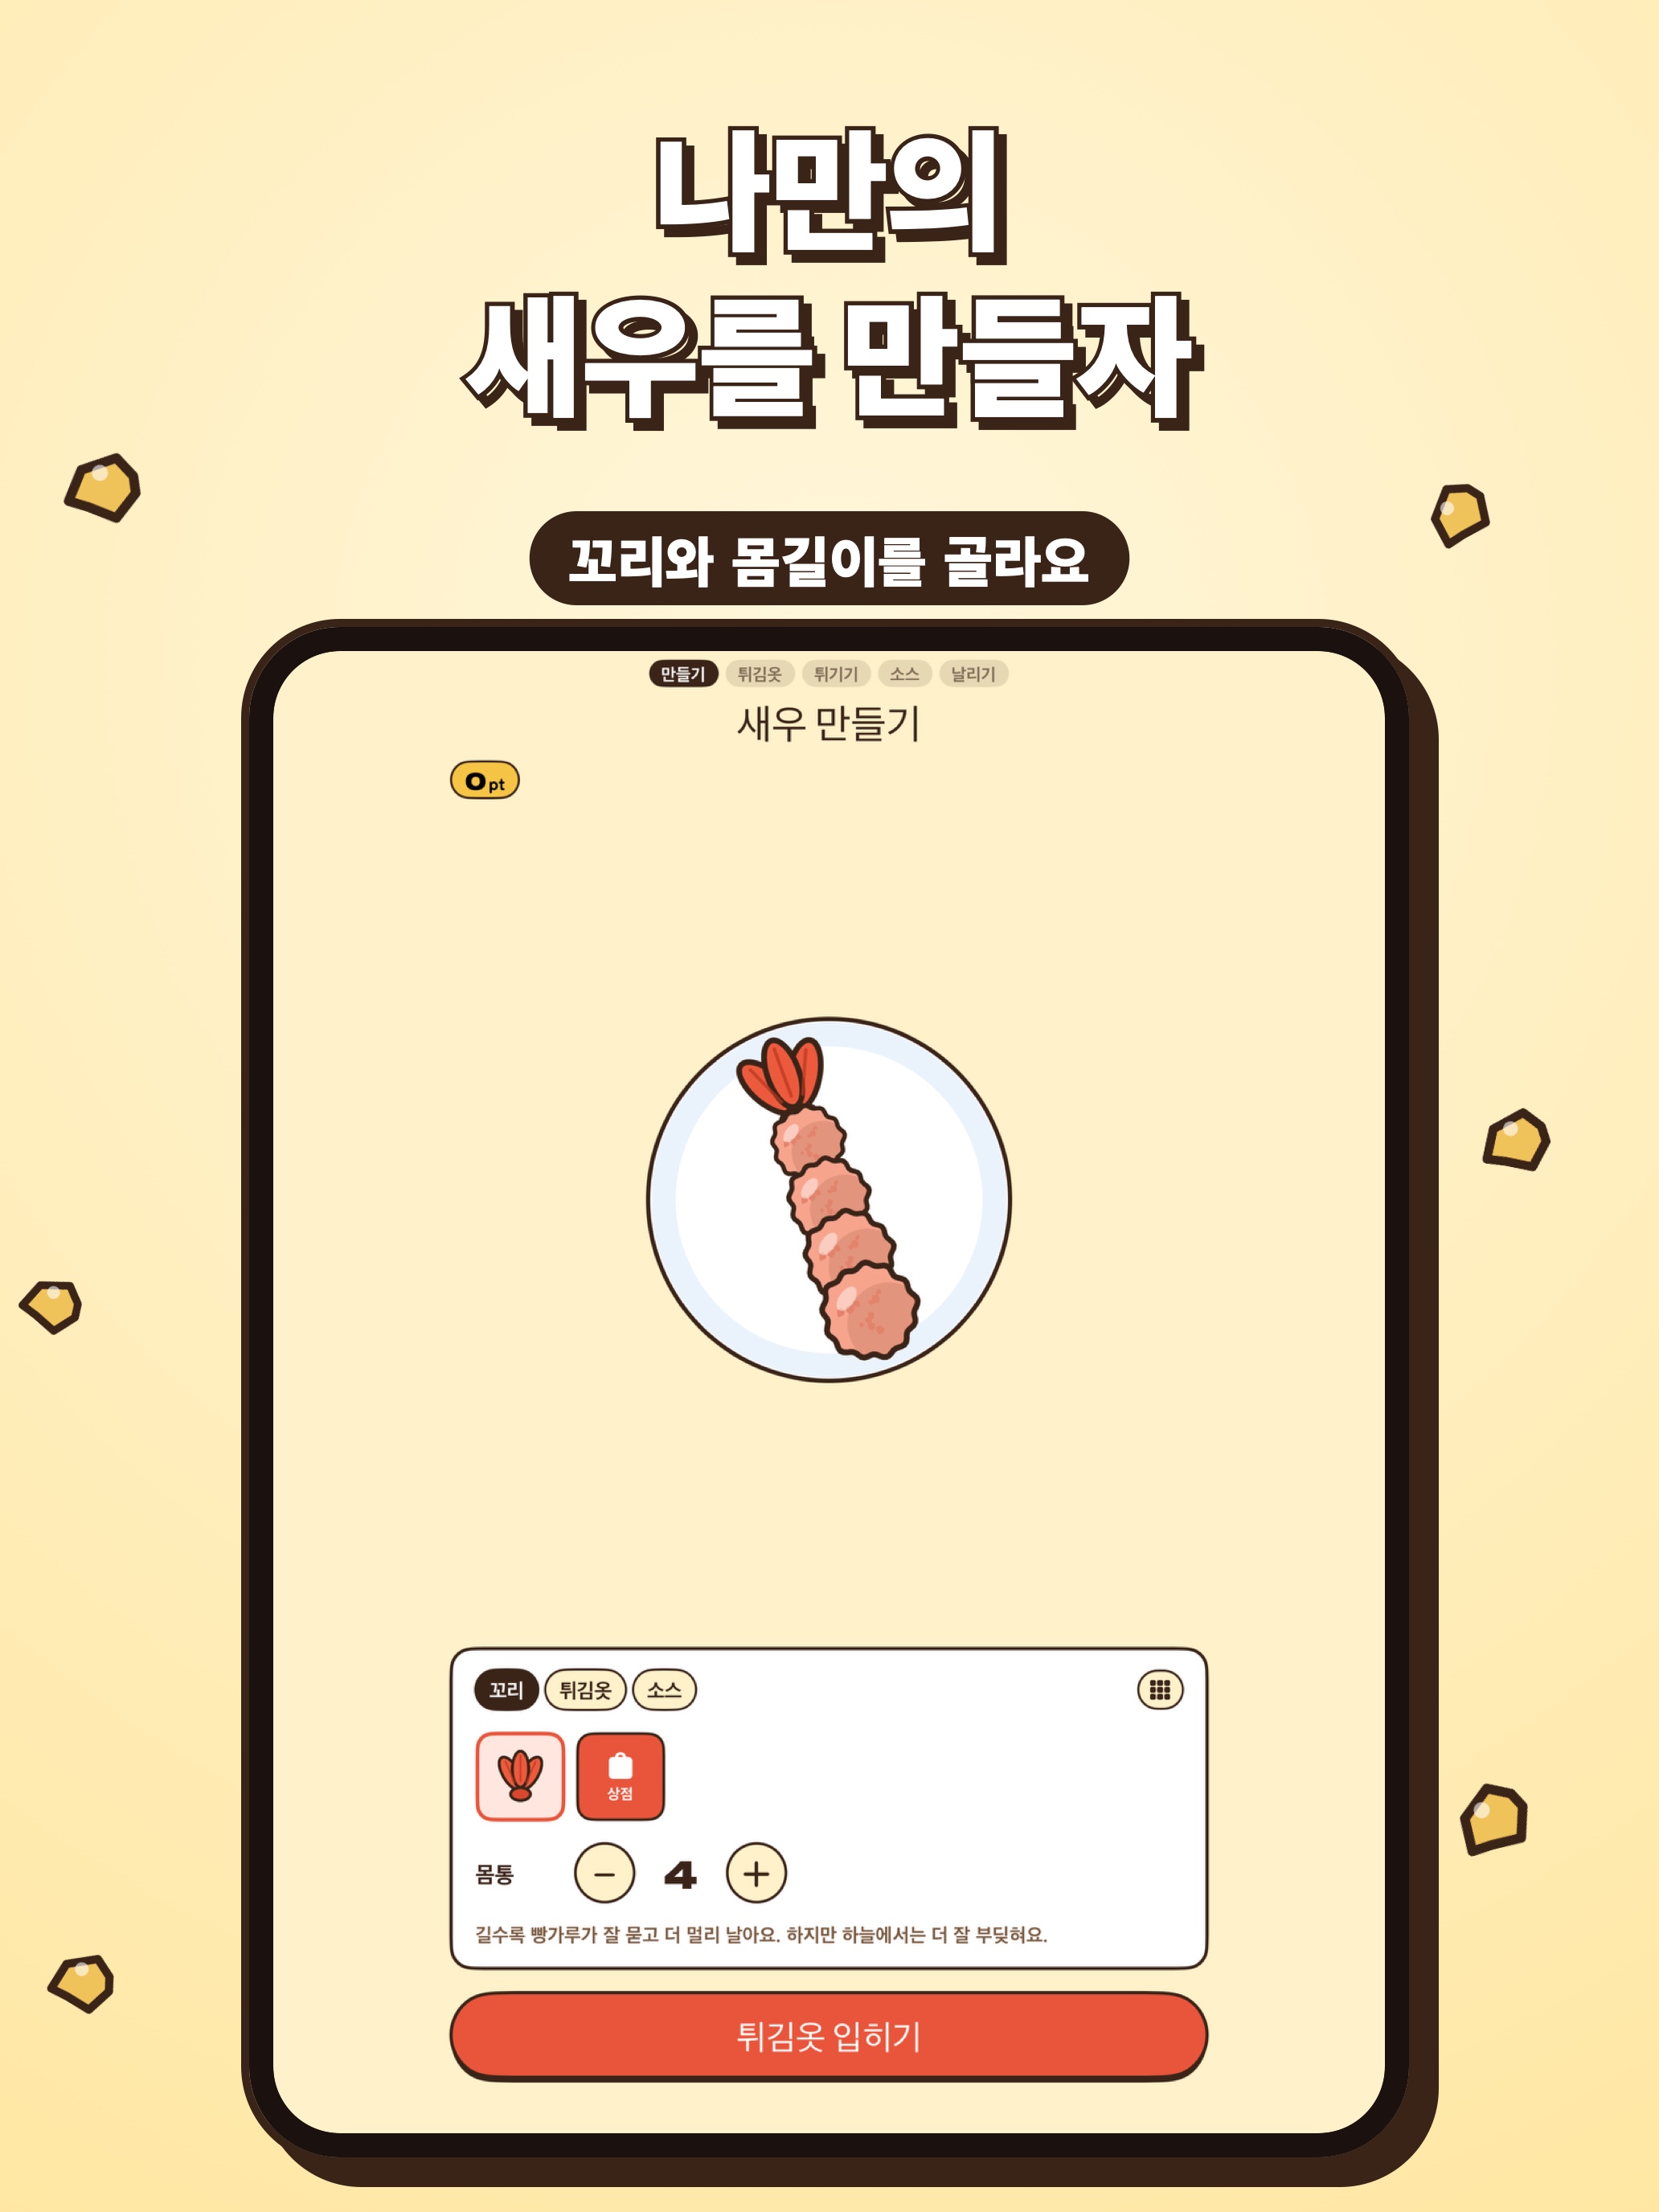 나만의
새우를 만들자
꼬리와 몸길이를 골라요
만들기 튀김옷 튀기기 소스 날리기
새우 만들기
0pt
꼬리 튀김옷 소스
상점
몸통 − 4 +
길수록 빵가루가 잘 묻고 더 멀리 날아요. 하지만 하늘에서는 더 잘 부딪혀요.
튀김옷 입히기